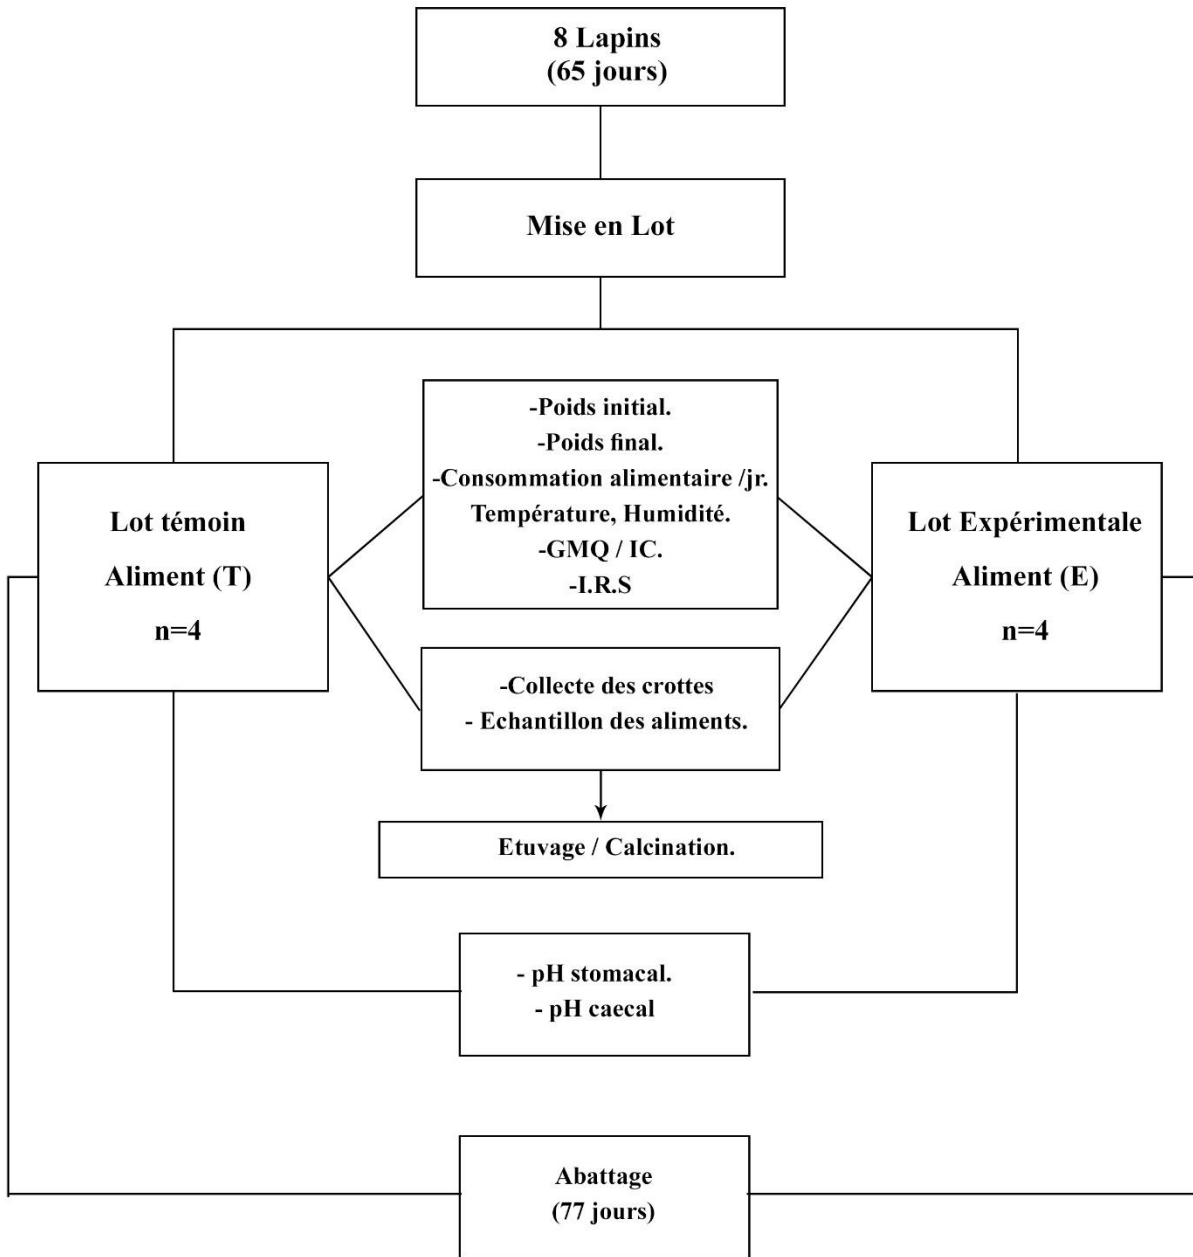 8 Lapins
(65 jours)
Mise en Lot
-Poids initial.
-Poids final.
-Consommation alimentaire /jr.
Température, Humidité.
-GMQ / IC.
-I.R.S
Lot témoin
Aliment (T)
n=4
Lot Expérimentale
Aliment (E)
n=4
-Collecte des crottes
- Echantillon des aliments.
Etuvage / Calcination.
- pH stomacal.
- pH caecal
Abattage
(77 jours)